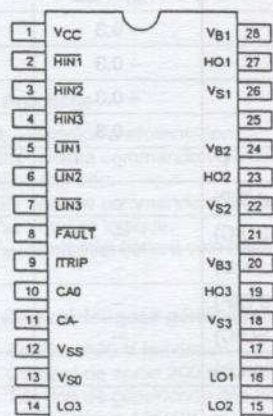 1 VCC VB1 28
2 HIN1 HO1 27
3 HIN2 VS1 26
4 HIN3 25
5 LIN1 VB2 24
6 LIN2 HO2 23
7 LIN3 VS2 22
8 FAULT 21
9 ITRIP VB3 20
10 CA0 HO3 19
11 CA- VS3 18
12 VSS 17
13 VS0 LO1 16
14 LO3 LO2 15